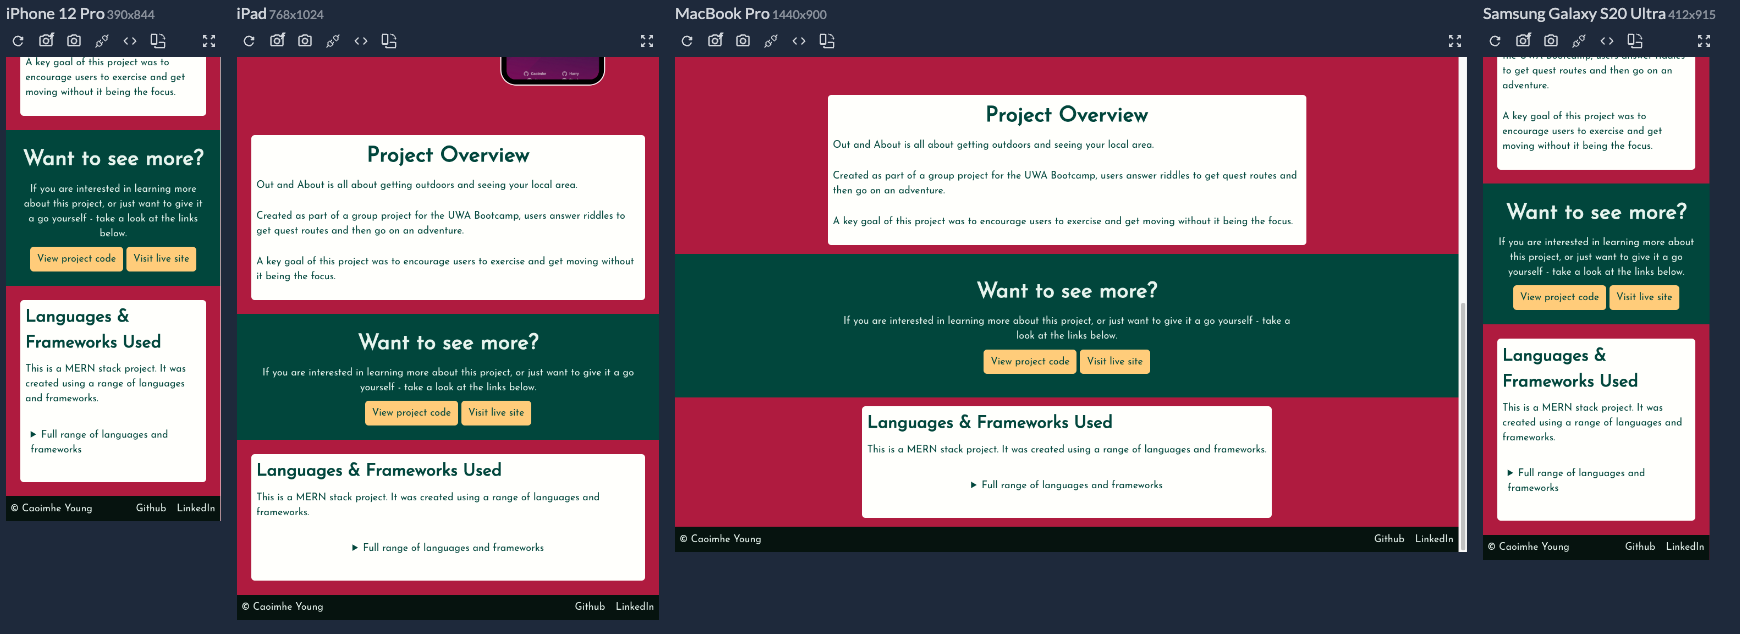 iPhone 12 Pro 390x844
A key goal of this project was to
encourage users to exercise and get
moving without it being the focus.
Want to see more?
If you are interested in learning more
about this project, or just want to give it
a go yourself - take a look at the links
below.
View project code Visit live site
Languages &
Frameworks Used
This is a MERN stack project. It was
created using a range of languages
and frameworks.
▶ Full range of languages and
frameworks
© Caoimhe Young Github LinkedIn
iPad 768x1024
Caoimhe Harry
Project Overview
Out and About is all about getting outdoors and seeing your local area.
Created as part of a group project for the UWA Bootcamp, users answer riddles to
get quest routes and then go on an adventure.
A key goal of this project was to encourage users to exercise and get moving without
it being the focus.
Want to see more?
If you are interested in learning more about this project, or just want to give it a go
yourself - take a look at the links below.
View project code Visit live site
Languages & Frameworks Used
This is a MERN stack project. It was created using a range of languages and
frameworks.
▶ Full range of languages and frameworks
© Caoimhe Young Github LinkedIn
MacBook Pro 1440x900
Project Overview
Out and About is all about getting outdoors and seeing your local area.
Created as part of a group project for the UWA Bootcamp, users answer riddles to get quest routes and
then go on an adventure.
A key goal of this project was to encourage users to exercise and get moving without it being the focus.
Want to see more?
If you are interested in learning more about this project, or just want to give it a go yourself - take a
look at the links below.
View project code Visit live site
Languages & Frameworks Used
This is a MERN stack project. It was created using a range of languages and frameworks.
▶ Full range of languages and frameworks
© Caoimhe Young Github LinkedIn
Samsung Galaxy S20 Ultra 412x915
the UWA Bootcamp, users answer riddles
to get quest routes and then go on an
adventure.
A key goal of this project was to
encourage users to exercise and get
moving without it being the focus.
Want to see more?
If you are interested in learning more about
this project, or just want to give it a go
yourself - take a look at the links below.
View project code Visit live site
Languages &
Frameworks Used
This is a MERN stack project. It was
created using a range of languages and
frameworks.
▶ Full range of languages and
frameworks
© Caoimhe Young Github LinkedIn